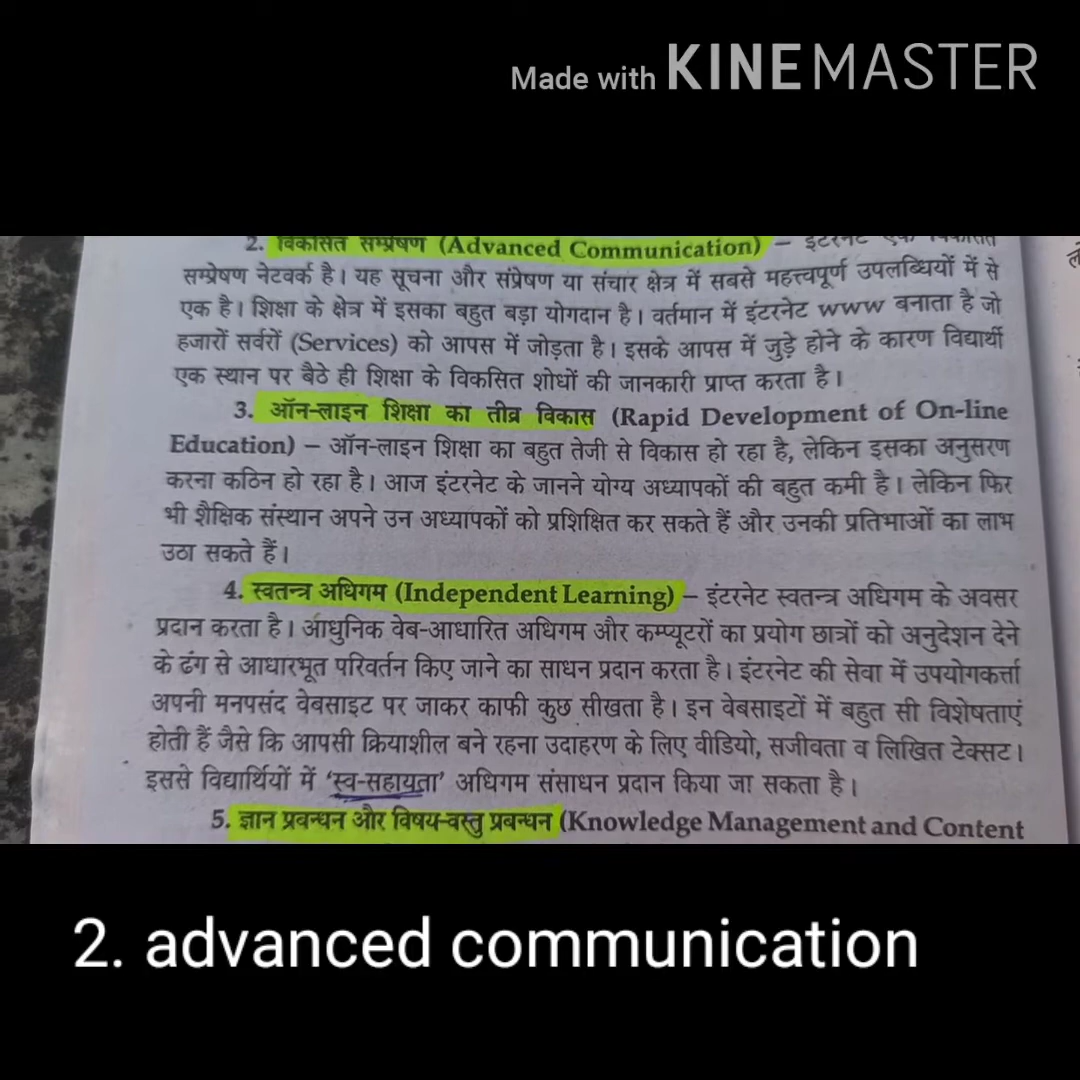 Made with KINEMASTER
2. विकसित सम्प्रेषण (Advanced Communication) – इंटरनेट एक विकसित
सम्प्रेषण नेटवर्क है। यह सूचना और संप्रेषण या संचार क्षेत्र में सबसे महत्त्वपूर्ण उपलब्धियों में से
एक है। शिक्षा के क्षेत्र में इसका बहुत बड़ा योगदान है। वर्तमान में इंटरनेट www बनाता है जो
हजारों सर्वरों (Services) को आपस में जोड़ता है। इसके आपस में जुड़े होने के कारण विद्यार्थी
एक स्थान पर बैठे ही शिक्षा के विकसित शोधों की जानकारी प्राप्त करता है।
3. ऑन-लाइन शिक्षा का तीव्र विकास (Rapid Development of On-line
Education) – ऑन-लाइन शिक्षा का बहुत तेजी से विकास हो रहा है, लेकिन इसका अनुसरण
करना कठिन हो रहा है। आज इंटरनेट के जानने योग्य अध्यापकों की बहुत कमी है। लेकिन फिर
भी शैक्षिक संस्थान अपने उन अध्यापकों को प्रशिक्षित कर सकते हैं और उनकी प्रतिभाओं का लाभ
उठा सकते हैं।
4. स्वतन्त्र अधिगम (Independent Learning) – इंटरनेट स्वतन्त्र अधिगम के अवसर
प्रदान करता है। आधुनिक वेब-आधारित अधिगम और कम्प्यूटरों का प्रयोग छात्रों को अनुदेशन देने
के ढंग से आधारभूत परिवर्तन किए जाने का साधन प्रदान करता है। इंटरनेट की सेवा में उपयोगकर्त्ता
अपनी मनपसंद वेबसाइट पर जाकर काफी कुछ सीखता है। इन वेबसाइटों में बहुत सी विशेषताएं
होती हैं जैसे कि आपसी क्रियाशील बने रहना उदाहरण के लिए वीडियो, सजीवता व लिखित टेक्सट।
इससे विद्यार्थियों में ‘स्व-सहायता’ अधिगम संसाधन प्रदान किया जा सकता है।
5. ज्ञान प्रबन्धन और विषय-वस्तु प्रबन्धन (Knowledge Management and Content
2. advanced communication